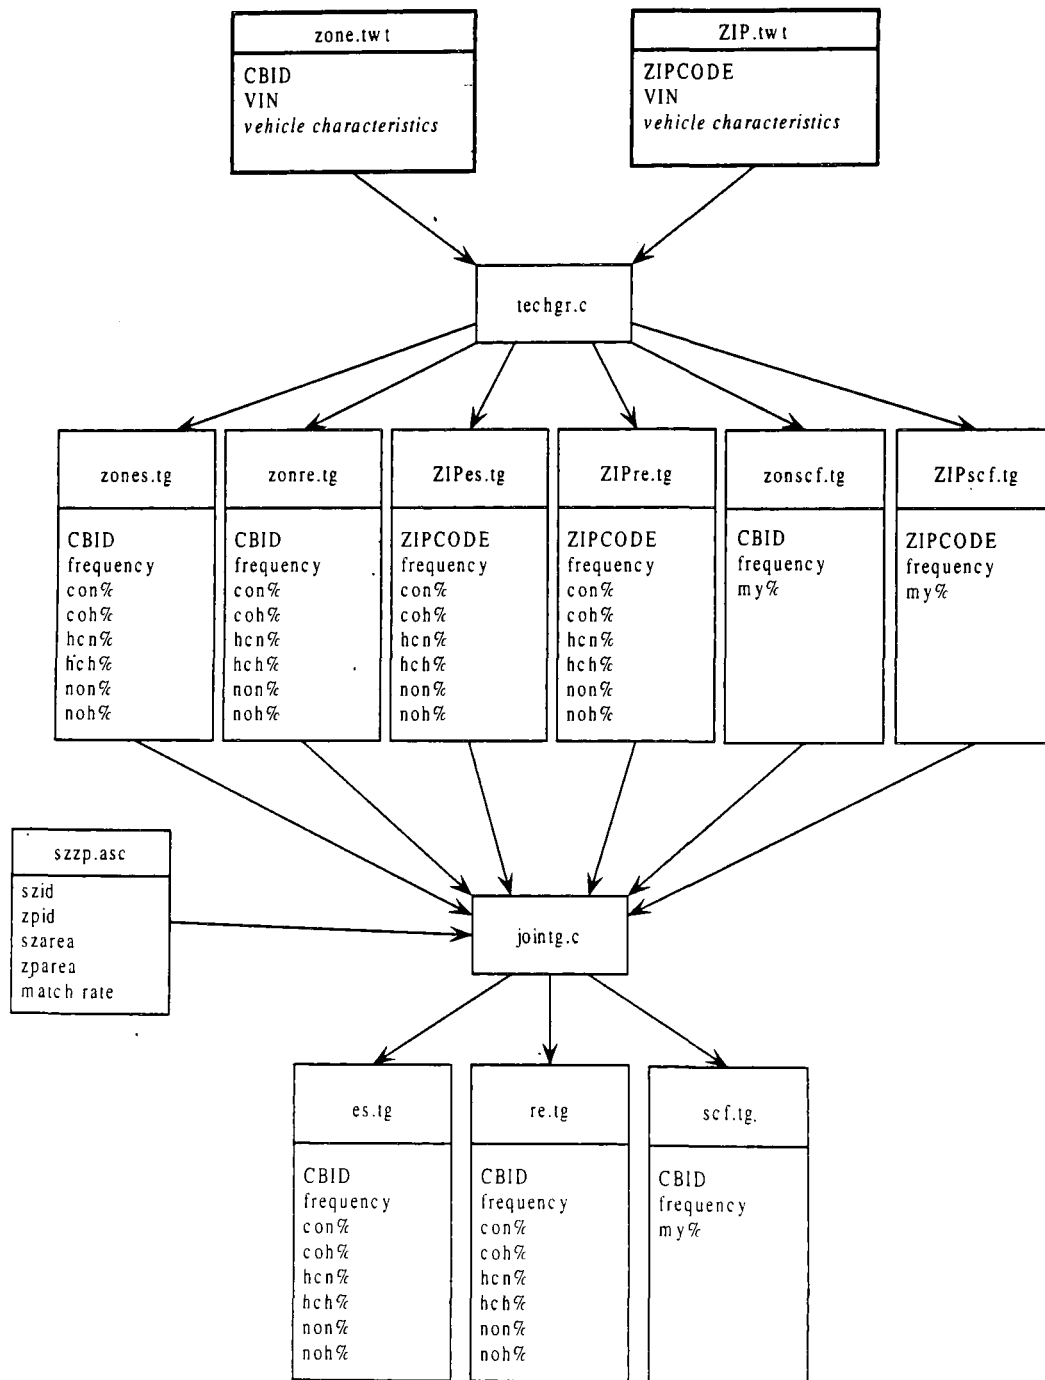 zone.twt
CBID
VIN
vehicle characteristics
ZIP.twt
ZIPCODE
VIN
vehicle characteristics
techgr.c
zones.tg
CBID
frequency
con%
coh%
hcn%
hch%
non%
noh%
zonre.tg
CBID
frequency
con%
coh%
hcn%
hch%
non%
noh%
ZIPes.tg
ZIPCODE
frequency
con%
coh%
hcn%
hch%
non%
noh%
ZIPre.tg
ZIPCODE
frequency
con%
coh%
hcn%
hch%
non%
noh%
zonscf.tg
CBID
frequency
my%
ZIPscf.tg
ZIPCODE
frequency
my%
szzp.asc
szid
zpid
szarea
zparea
match rate
jointg.c
es.tg
CBID
frequency
con%
coh%
hcn%
hch%
non%
noh%
re.tg
CBID
frequency
con%
coh%
hcn%
hch%
non%
noh%
scf.tg.
CBID
frequency
my%